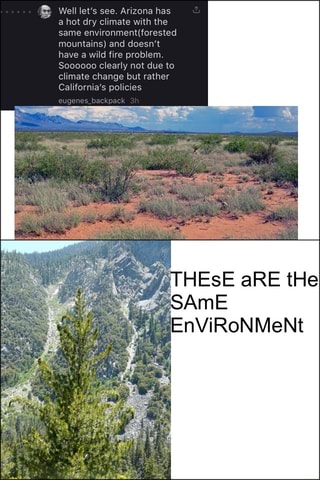 Well let's see. Arizona has
a hot dry climate with the
same environment(forested
mountains) and doesn't
have a wild fire problem.
Soooooo clearly not due to
climate change but rather
California's policies
eugenes_backpack 3h
THEsE aRE tHe
SAmE
EnViRoNMeNt